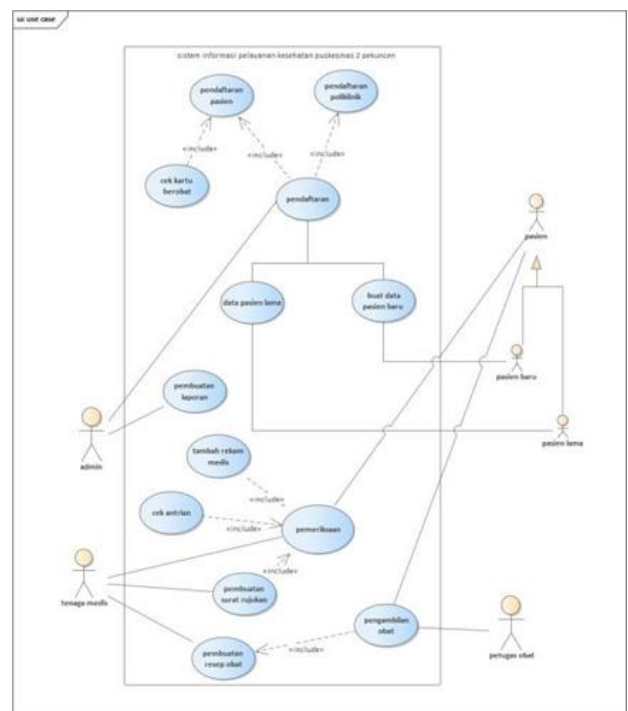 uc use case
sistem informasi pelayanan kesehatan puskesmas 2 pekuncen
pendaftaran
pasien
pendaftaran
poliklinik
«include»
«include»
«include»
cek kartu
berobat
pendaftaran
pasien
data pasien lama
buat data
pasien baru
pasien baru
pembuatan
laporan
admin
pasien lama
tambah rekam
medis
«include»
cek antrian
«include»
pemeriksaan
«include»
tenaga medis
pembuatan
surat rujukan
pengambilan
obat
petugas obat
«include»
pembuatan
resep obat